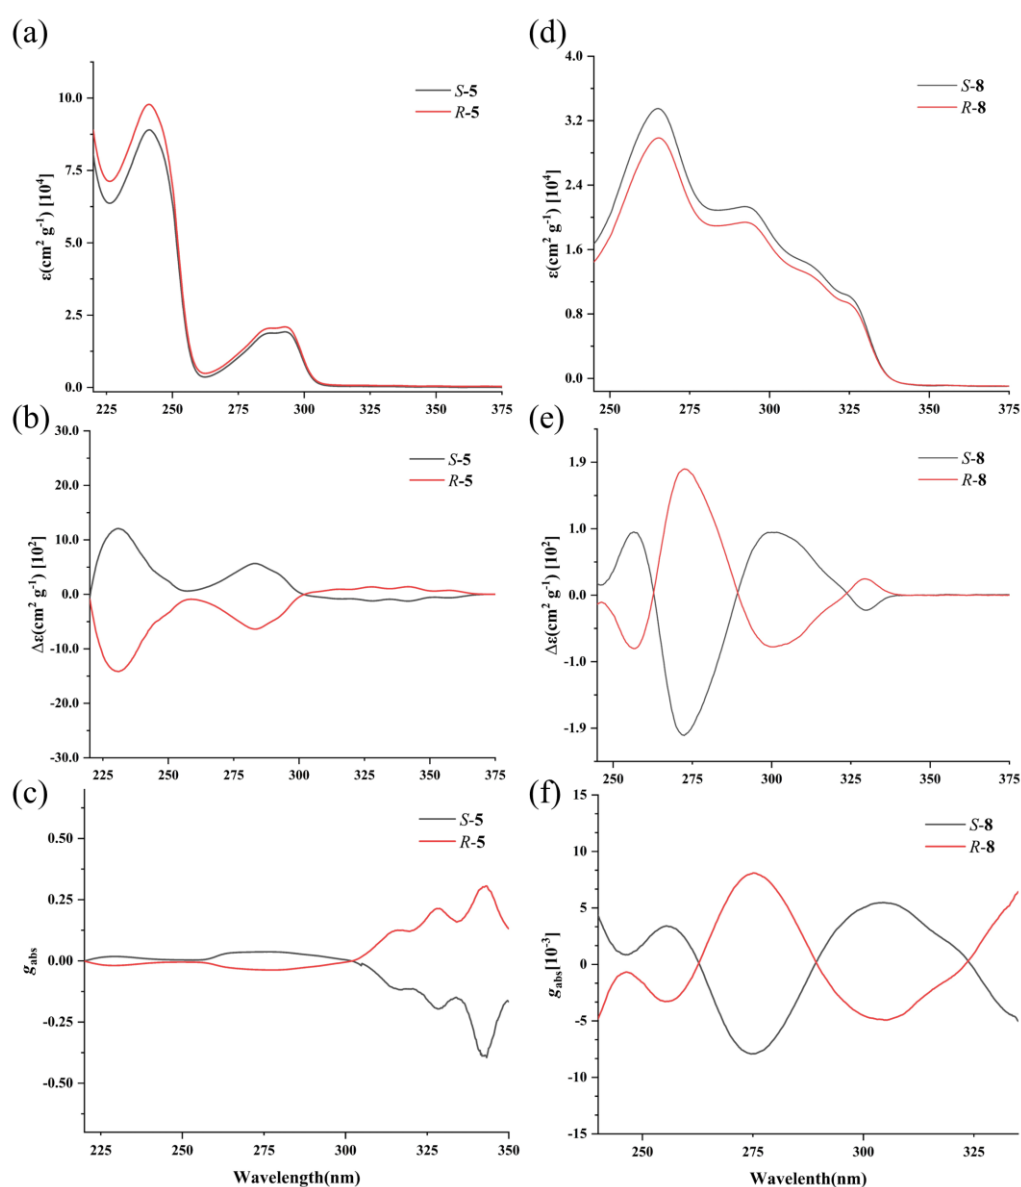 (a)
S-5
R-5
ε(cm² g⁻¹) [10⁴]
10.0
7.5
5.0
2.5
0.0
225 250 275 300 325 350 375
(b)
S-5
R-5
Δε(cm² g⁻¹) [10²]
30.0
20.0
10.0
0.0
-10.0
-20.0
-30.0
225 250 275 300 325 350 375
(c)
S-5
R-5
gabs
0.50
0.25
0.00
-0.25
-0.50
225 250 275 300 325 350
Wavelength(nm)
(d)
S-8
R-8
ε(cm² g⁻¹) [10⁴]
4.0
3.2
2.4
1.6
0.8
0.0
250 275 300 325 350 375
(e)
S-8
R-8
Δε(cm² g⁻¹) [10²]
1.9
1.0
0.0
-1.0
-1.9
250 275 300 325 350 375
(f)
S-8
R-8
gabs[10⁻³]
15
10
5
0
-5
-10
-15
250 275 300 325
Wavelenth(nm)